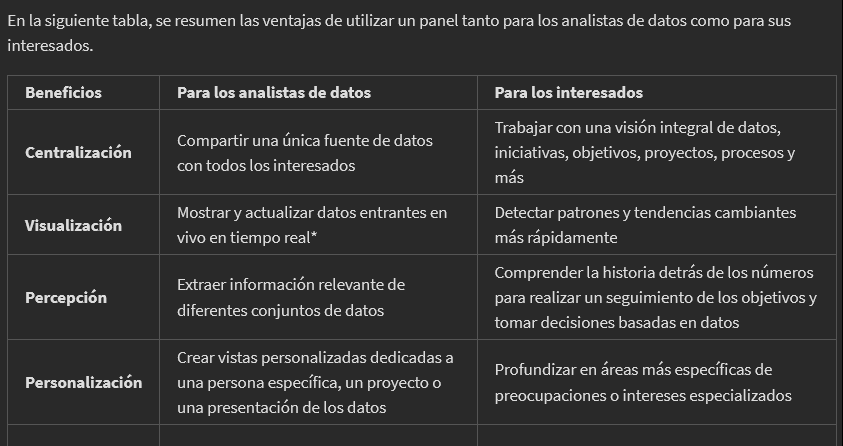 En la siguiente tabla, se resumen las ventajas de utilizar un panel tanto para los analistas de datos como para sus
interesados.
Beneficios
Para los analistas de datos
Para los interesados
Centralización
Compartir una única fuente de datos
con todos los interesados
Trabajar con una visión integral de datos,
iniciativas, objetivos, proyectos, procesos y
más
Visualización
Mostrar y actualizar datos entrantes en
vivo en tiempo real*
Detectar patrones y tendencias cambiantes
más rápidamente
Percepción
Extraer información relevante de
diferentes conjuntos de datos
Comprender la historia detrás de los números
para realizar un seguimiento de los objetivos y
tomar decisiones basadas en datos
Personalización
Crear vistas personalizadas dedicadas a
una persona específica, un proyecto o
una presentación de los datos
Profundizar en áreas más específicas de
preocupaciones o intereses especializados